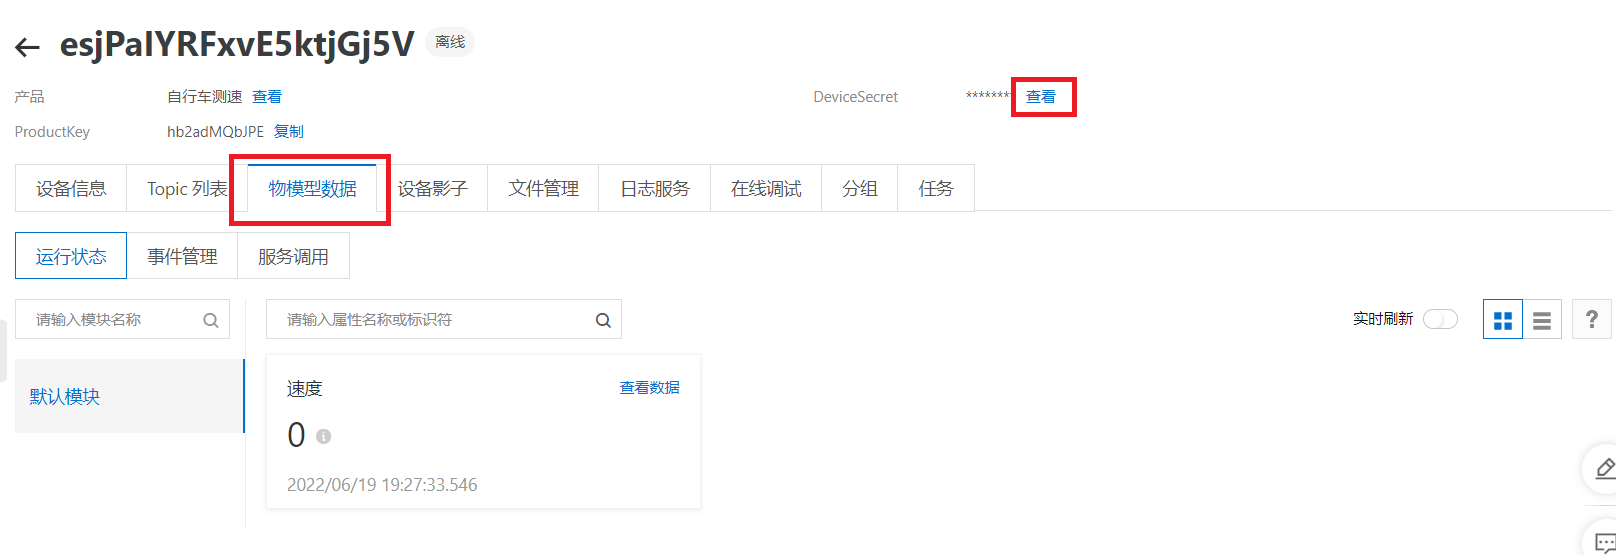 esjPaIYRFxvE5ktjGj5V 离线
产品 自行车测速 查看 DeviceSecret ******** 查看
ProductKey hb2adMQbJPE 复制
设备信息 Topic 列表 物模型数据 设备影子 文件管理 日志服务 在线调试 分组 任务
运行状态 事件管理 服务调用
请输入模块名称 请输入属性名称或标识符 实时刷新 ?
默认模块
速度 查看数据
0
2022/06/19 19:27:33.546